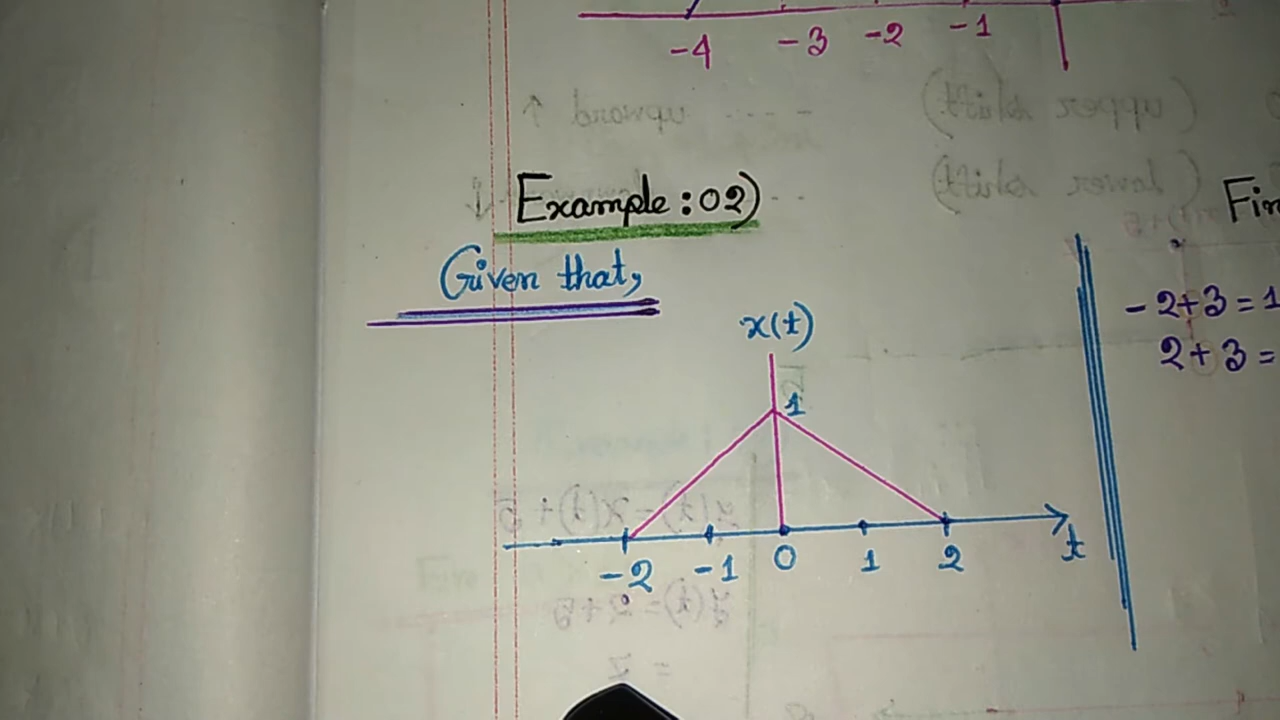 -4 -3 -2 -1
Example:02)
Fin
Given that,
x(t)
1
-2 -1 0 1 2
t
-2+3=1
2+3=